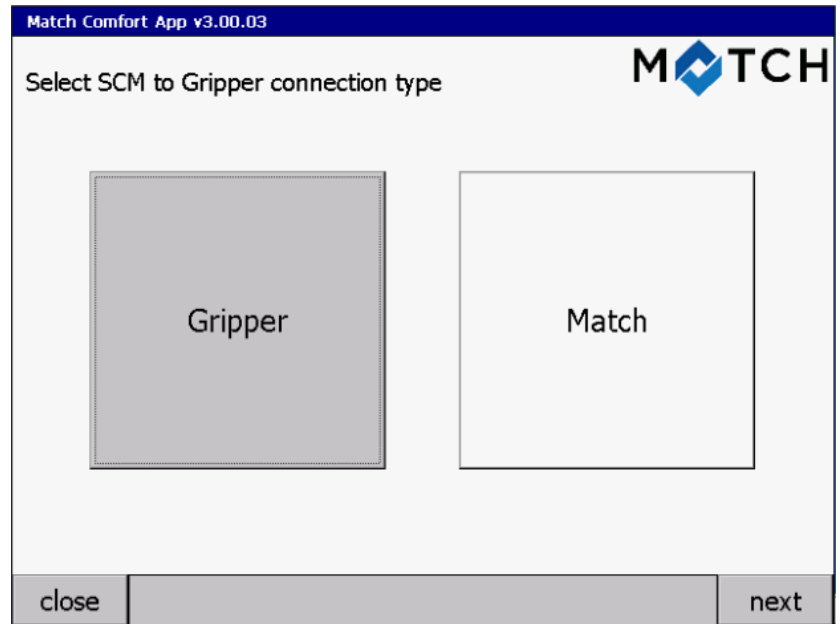 Match Comfort App v3.00.03
Select SCM to Gripper connection type
MATCH
Gripper
Match
close
next